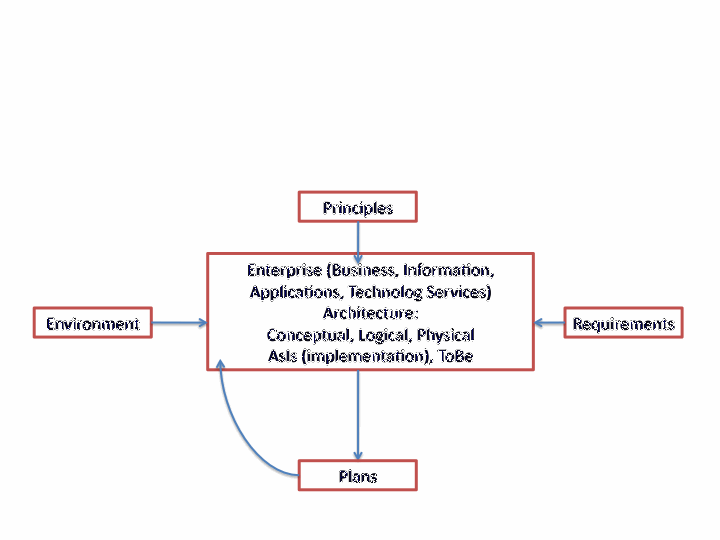 Principles
Enterprise (Business, Information,
Applications, Technolog Services)
Architecture:
Conceptual, Logical, Physical
AsIs (implementation), ToBe
Environment
Requirements
Plans